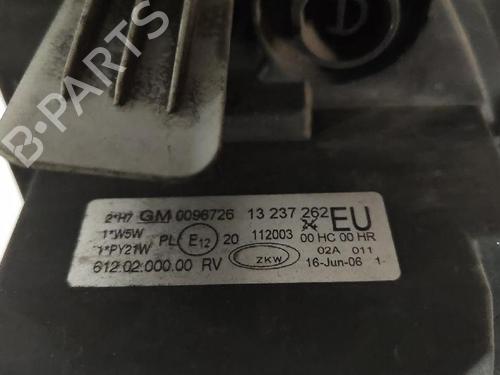 B-PARTS
D
2*H7 GM 0096726 13 237 262 EU
1*W5W PL E12 20 112003 00 HC 00 HR
1*PY21W 02A 011
612.02.000.00 RV ZKW 16-Jun-06 1